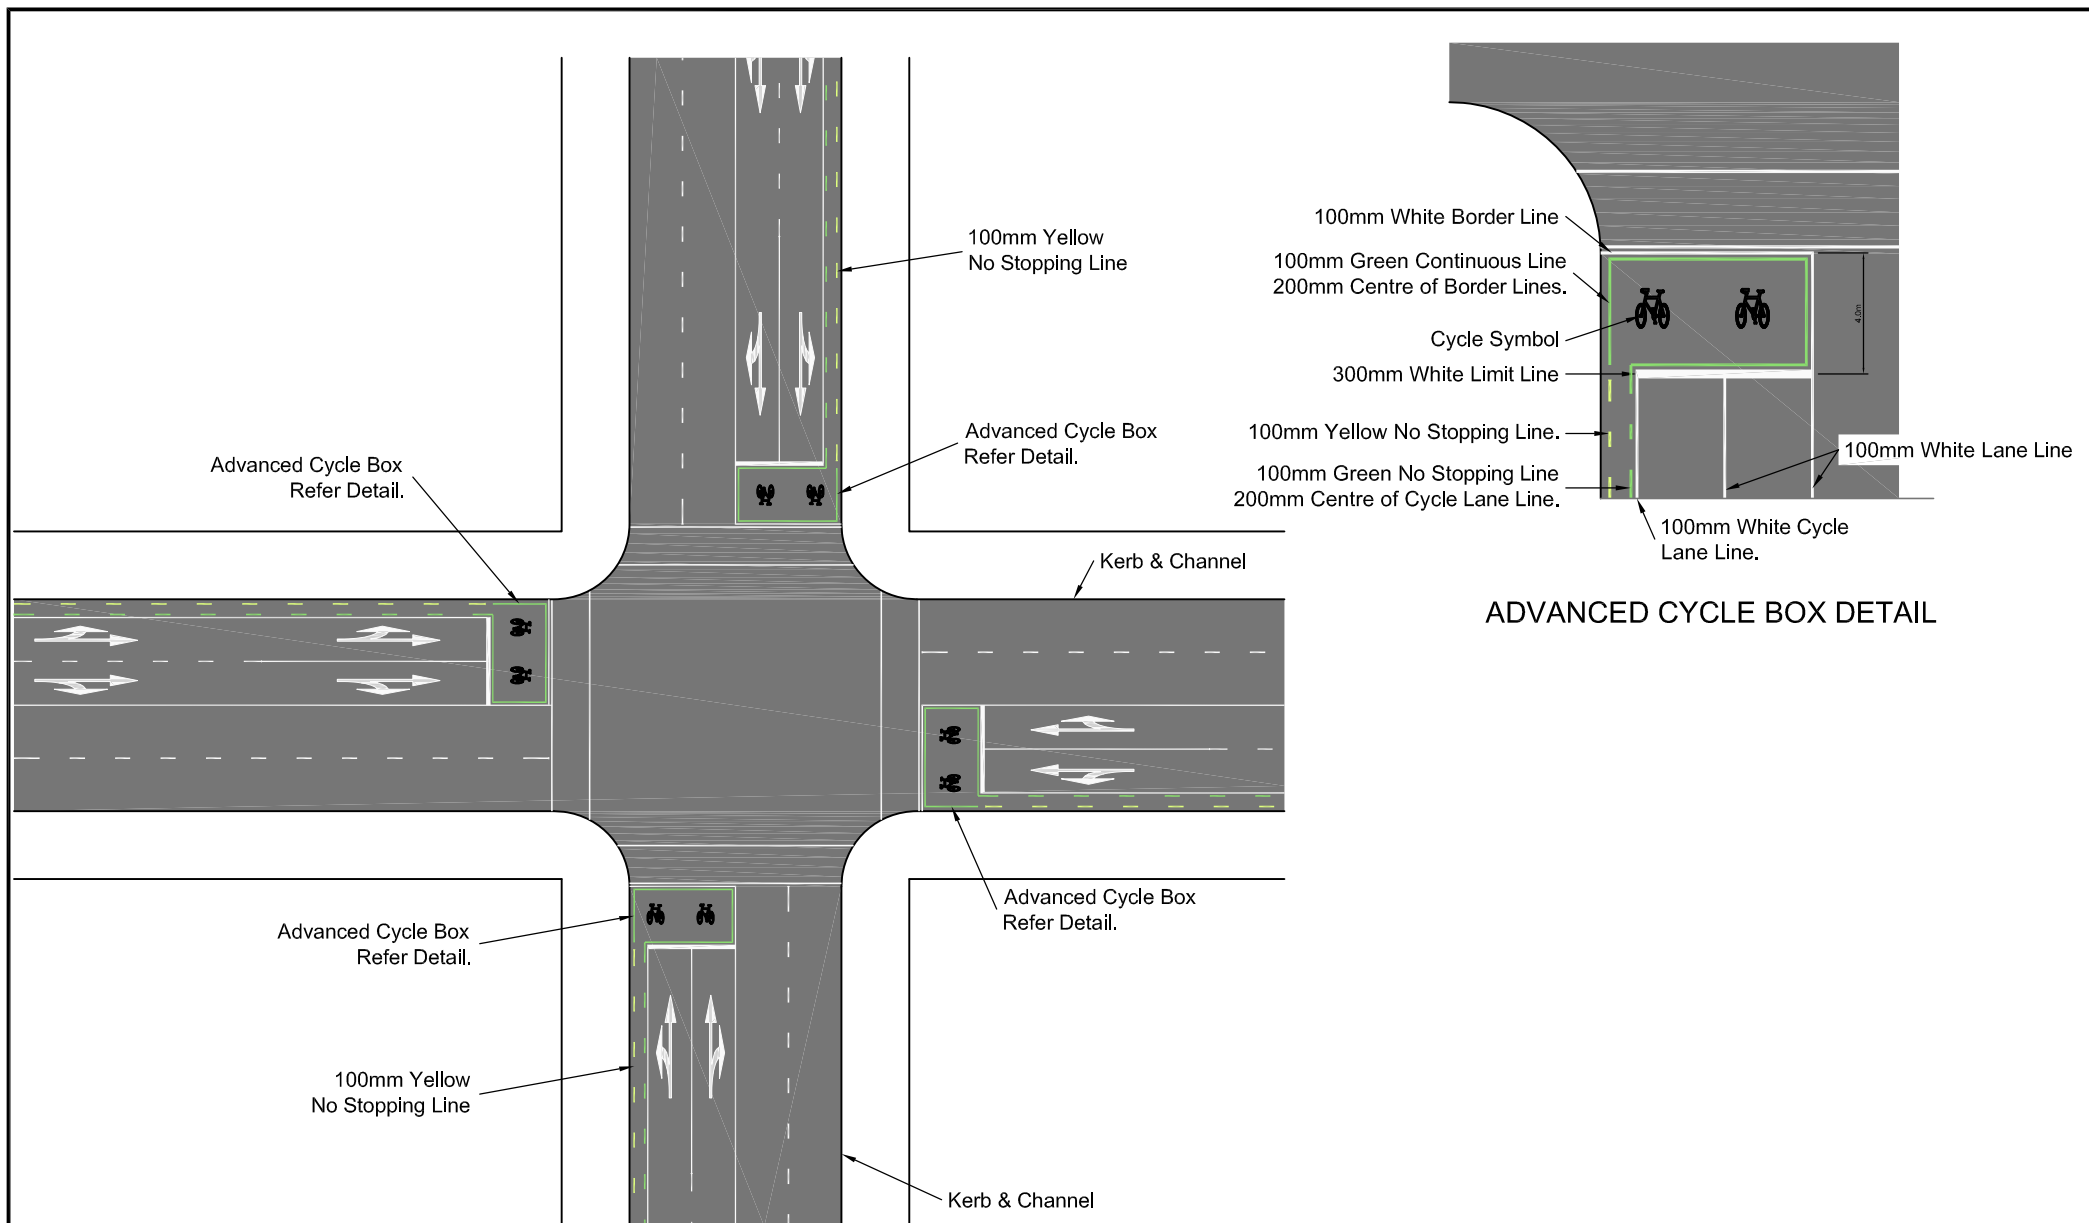 100mm Yellow
No Stopping Line
Advanced Cycle Box
Refer Detail.
Advanced Cycle Box
Refer Detail.
Kerb & Channel
Advanced Cycle Box
Refer Detail.
Advanced Cycle Box
Refer Detail.
100mm Yellow
No Stopping Line
Kerb & Channel
100mm White Border Line
100mm Green Continuous Line
200mm Centre of Border Lines.
Cycle Symbol
4.0m
300mm White Limit Line
100mm Yellow No Stopping Line.
100mm White Lane Line
100mm Green No Stopping Line
200mm Centre of Cycle Lane Line.
100mm White Cycle
Lane Line.
ADVANCED CYCLE BOX DETAIL